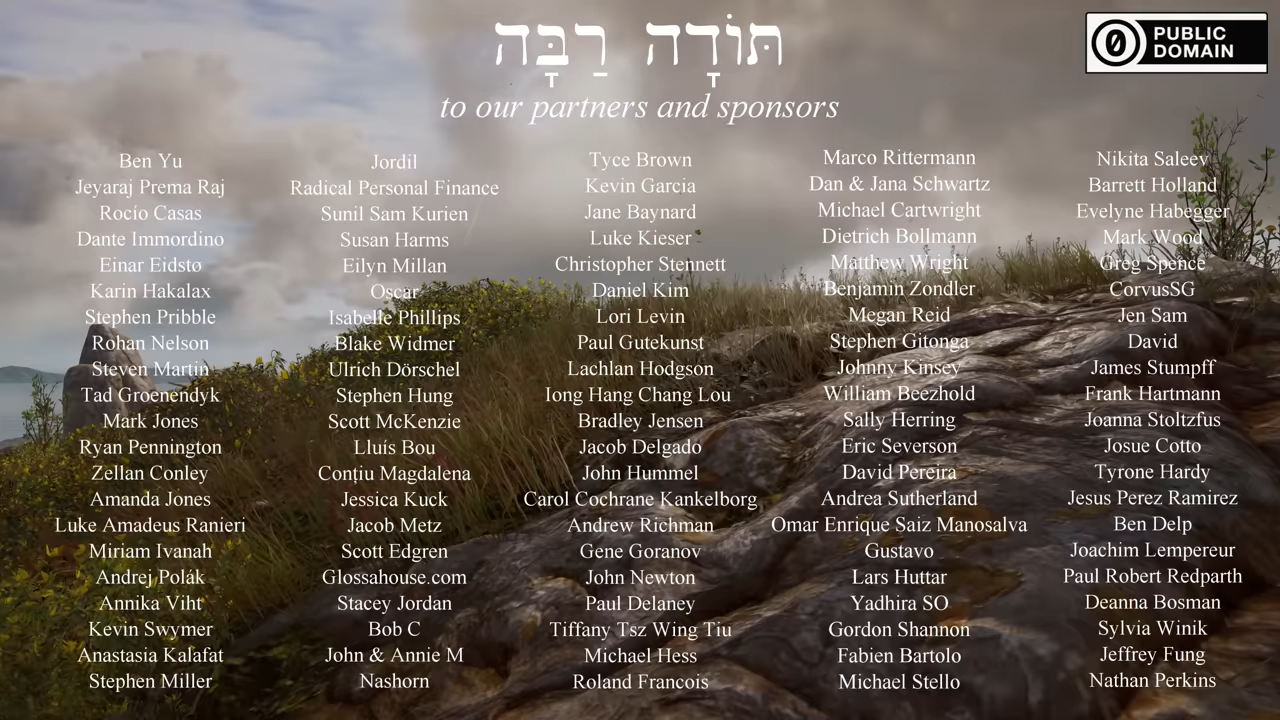 תּוֹדָה רַבָּה
to our partners and sponsors
PUBLIC
DOMAIN
Ben Yu
Jeyaraj Prema Raj
Rocio Casas
Dante Immordino
Einar Eidstø
Karin Hakalax
Stephen Pribble
Rohan Nelson
Steven Martin
Tad Groenendyk
Mark Jones
Ryan Pennington
Zellan Conley
Amanda Jones
Luke Amadeus Ranieri
Miriam Ivanah
Andrej Polák
Annika Viht
Kevin Swymer
Anastasia Kalafat
Stephen Miller
Jordil
Radical Personal Finance
Sunil Sam Kurien
Susan Harms
Eilyn Millan
Oscar
Isabelle Phillips
Blake Widmer
Ulrich Dörschel
Stephen Hung
Scott McKenzie
Lluís Bou
Conțiu Magdalena
Jessica Kuck
Jacob Metz
Scott Edgren
Glossahouse.com
Stacey Jordan
Bob C
John & Annie M
Nashorn
Tyce Brown
Kevin Garcia
Jane Baynard
Luke Kieser
Christopher Stennett
Daniel Kim
Lori Levin
Paul Gutekunst
Lachlan Hodgson
Iong Hang Chang Lou
Bradley Jensen
Jacob Delgado
John Hummel
Carol Cochrane Kankelborg
Andrew Richman
Gene Goranov
John Newton
Paul Delaney
Tiffany Tsz Wing Tiu
Michael Hess
Roland Francois
Marco Rittermann
Dan & Jana Schwartz
Michael Cartwright
Dietrich Bollmann
Matthew Wright
Benjamin Zondler
Megan Reid
Stephen Gitonga
Johnny Kinsey
William Beezhold
Sally Herring
Eric Severson
David Pereira
Andrea Sutherland
Omar Enrique Saiz Manosalva
Gustavo
Lars Huttar
Yadhira SO
Gordon Shannon
Fabien Bartolo
Michael Stello
Nikita Saleev
Barrett Holland
Evelyne Habegger
Mark Wood
Greg Spence
CorvusSG
Jen Sam
David
James Stumpff
Frank Hartmann
Joanna Stoltzfus
Josue Cotto
Tyrone Hardy
Jesus Perez Ramirez
Ben Delp
Joachim Lempereur
Paul Robert Redparth
Deanna Bosman
Sylvia Winik
Jeffrey Fung
Nathan Perkins